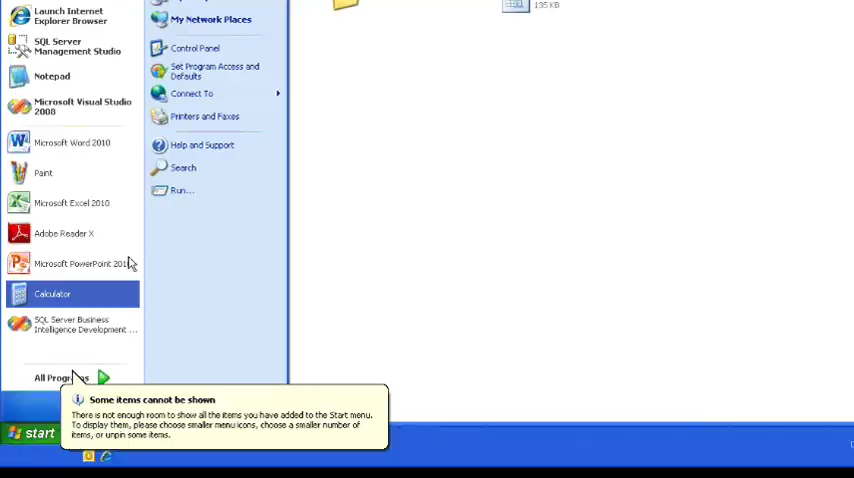 Launch Internet
Explorer Browser
SQL Server
Management Studio
Notepad
Microsoft Visual Studio
2008
Microsoft Word 2010
Paint
Microsoft Excel 2010
Adobe Reader X
Microsoft PowerPoint 2010
Calculator
SQL Server Business
Intelligence Development ...
All Programs
My Network Places
Control Panel
Set Program Access and
Defaults
Connect To
Printers and Faxes
Help and Support
Search
Run...
135 KB
Some items cannot be shown
There is not enough room to show all the items you have added to the Start menu.
To display them, please choose smaller menu icons, choose a smaller number of
items, or unpin some items.
start